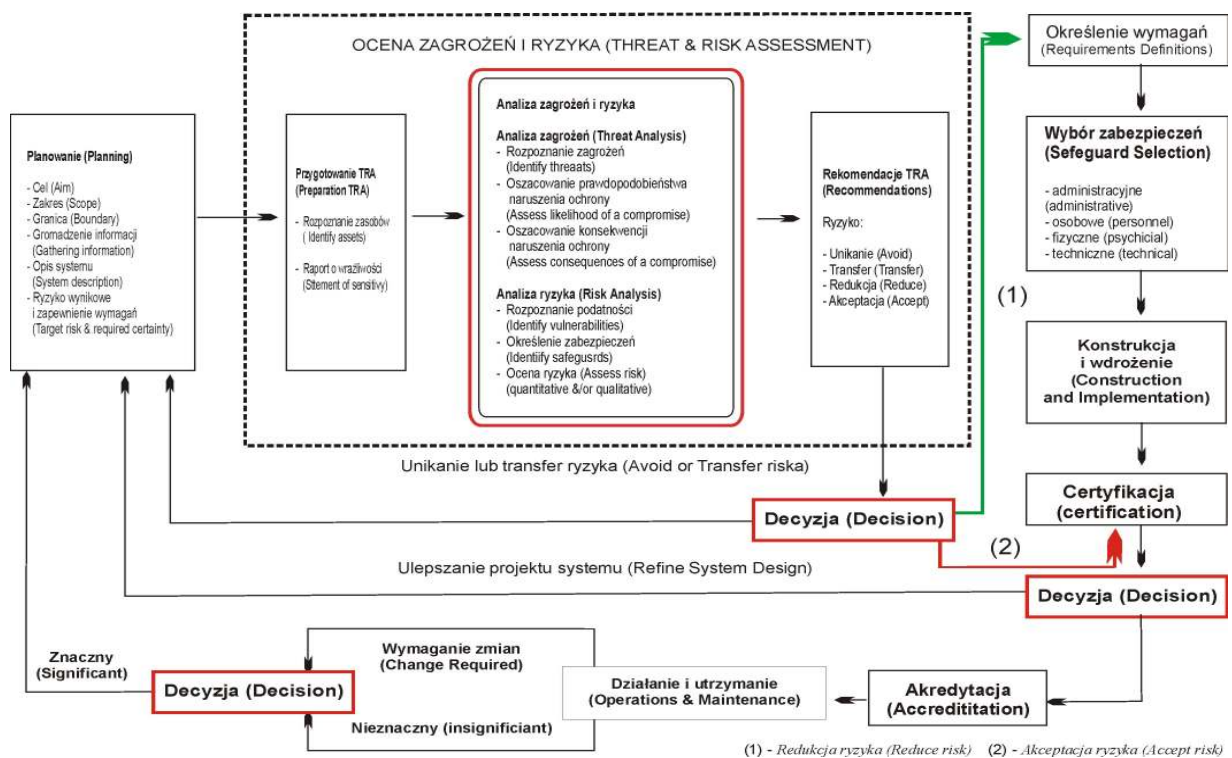 OCENA ZAGROŻEŃ I RYZYKA (THREAT & RISK ASSESSMENT)
Planowanie (Planning)
- Cel (Aim)
- Zakres (Scope)
- Granica (Boundary)
- Gromadzenie informacji
(Gathering information)
- Opis systemu
(System description)
- Ryzyko wynikowe
i zapewnienie wymagań
(Target risk & required certainty)
Przygotowanie TRA
(Preparation TRA)
- Rozpoznanie zasobów
( Identify assets)
- Raport o wrażliwości
(Sttement of sensitivy)
Analiza zagrożeń i ryzyka
Analiza zagrożeń (Threat Analysis)
- Rozpoznanie zagrożeń
(Identify threaats)
- Oszacowanie prawdopodobieństwa
naruszenia ochrony
(Assess likelihood of a compromise)
- Oszacowanie konsekwencji
naruszenia ochrony
(Assess consequences of a compromise)
Analiza ryzyka (Risk Analysis)
- Rozpoznanie podatności
(Identify vulnerabilities)
- Określenie zabezpieczeń
(Identiify safegusrds)
- Ocena ryzyka (Assess risk)
(quantitative &/or qualitative)
Rekomendacje TRA
(Recommendations)
Ryzyko:
- Unikanie (Avoid)
- Transfer (Transfer)
- Redukcja (Reduce)
- Akceptacja (Accept)
Określenie wymagań
(Requirements Definitions)
Wybór zabezpieczeń
(Safeguard Selection)
- administracyjne
(administrative)
- osobowe (personnel)
- fizyczne (psychicial)
- techniczne (technical)
(1)
Konstrukcja
i wdrożenie
(Construction
and Implementation)
Unikanie lub transfer ryzyka (Avoid or Transfer riska)
Decyzja (Decision)
Certyfikacja
(certification)
(2)
Ulepszanie projektu systemu (Refine System Design)
Decyzja (Decision)
Znaczny
(Significant)
Wymaganie zmian
(Change Required)
Decyzja (Decision)
Nieznaczny (insignificiant)
Działanie i utrzymanie
(Operations & Maintenance)
Akredytacja
(Accredititation)
(1) - Redukcja ryzyka (Reduce risk) (2) - Akceptacja ryzyka (Accept risk)